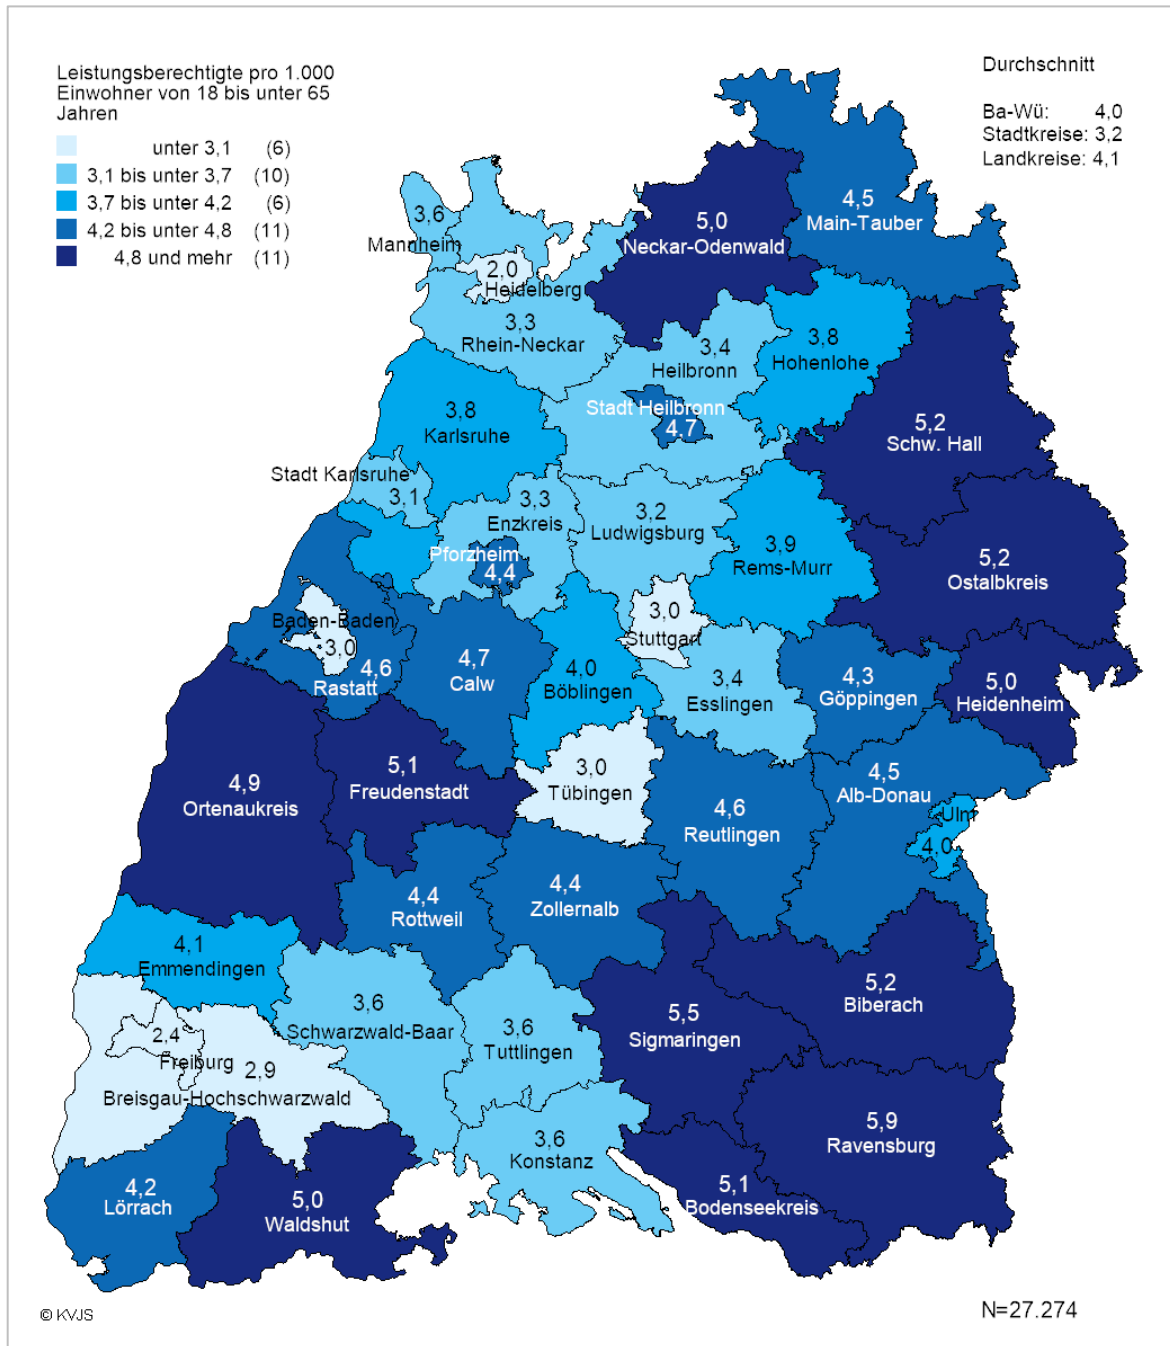 Leistungsberechtigte pro 1.000
Einwohner von 18 bis unter 65
Jahren
unter 3,1 (6)
3,1 bis unter 3,7 (10)
3,7 bis unter 4,2 (6)
4,2 bis unter 4,8 (11)
4,8 und mehr (11)
Durchschnitt
Ba-Wü: 4,0
Stadtkreise: 3,2
Landkreise: 4,1
4,5
Main-Tauber
5,0
Neckar-Odenwald
3,6
Mannheim
2,0
Heidelberg
3,3
Rhein-Neckar
3,4
Heilbronn
3,8
Hohenlohe
Stadt Heilbronn
4,7
3,8
Karlsruhe
5,2
Schw. Hall
Stadt Karlsruhe
3,1
3,3
Enzkreis
3,2
Ludwigsburg
3,9
Rems-Murr
5,2
Ostalbkreis
Pforzheim
4,4
3,0
Stuttgart
Baden-Baden
3,0
4,6
Rastatt
4,7
Calw
4,0
Böblingen
3,4
Esslingen
4,3
Göppingen
5,0
Heidenheim
4,9
Ortenaukreis
5,1
Freudenstadt
3,0
Tübingen
4,6
Reutlingen
4,5
Alb-Donau
Ulm
4,0
4,4
Rottweil
4,4
Zollernalb
4,1
Emmendingen
3,6
Schwarzwald-Baar
3,6
Tuttlingen
5,5
Sigmaringen
5,2
Biberach
2,4
Freiburg
2,9
Breisgau-Hochschwarzwald
5,9
Ravensburg
3,6
Konstanz
5,1
Bodenseekreis
4,2
Lörrach
5,0
Waldshut
© KVJS
N=27.274